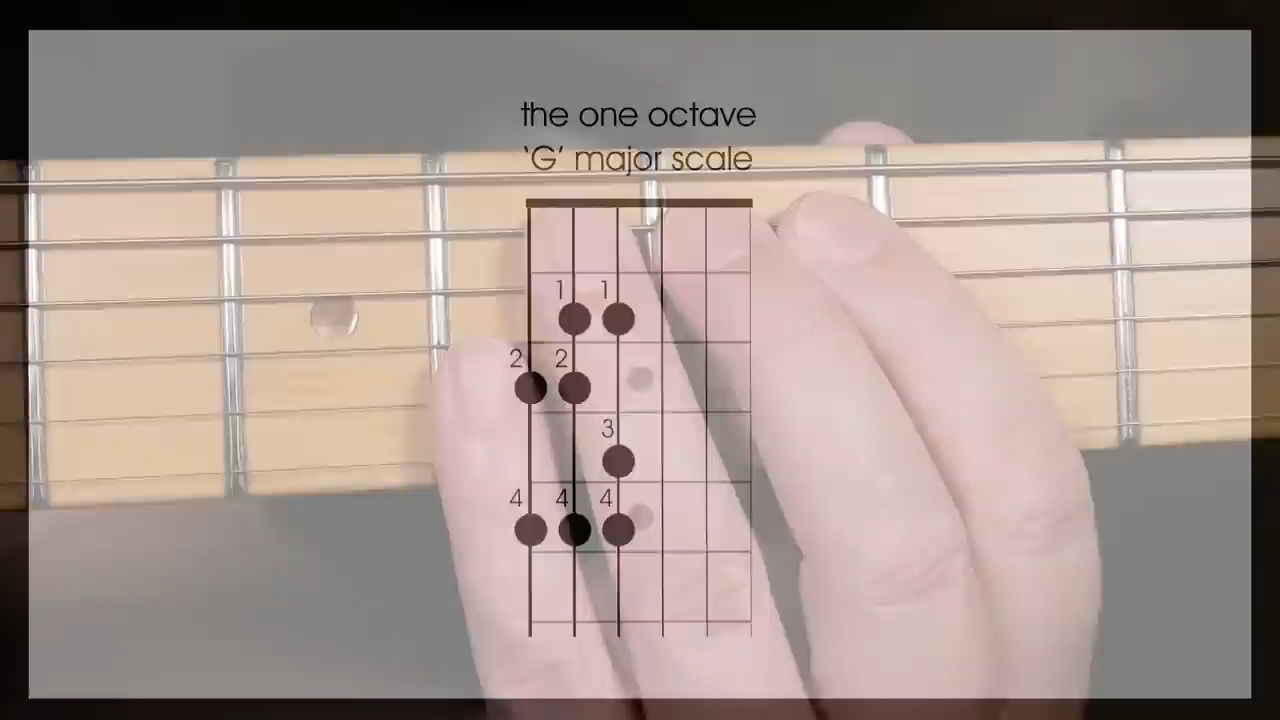 the one octave
‘G’ major scale
1 1
2 2
3
4 4 4